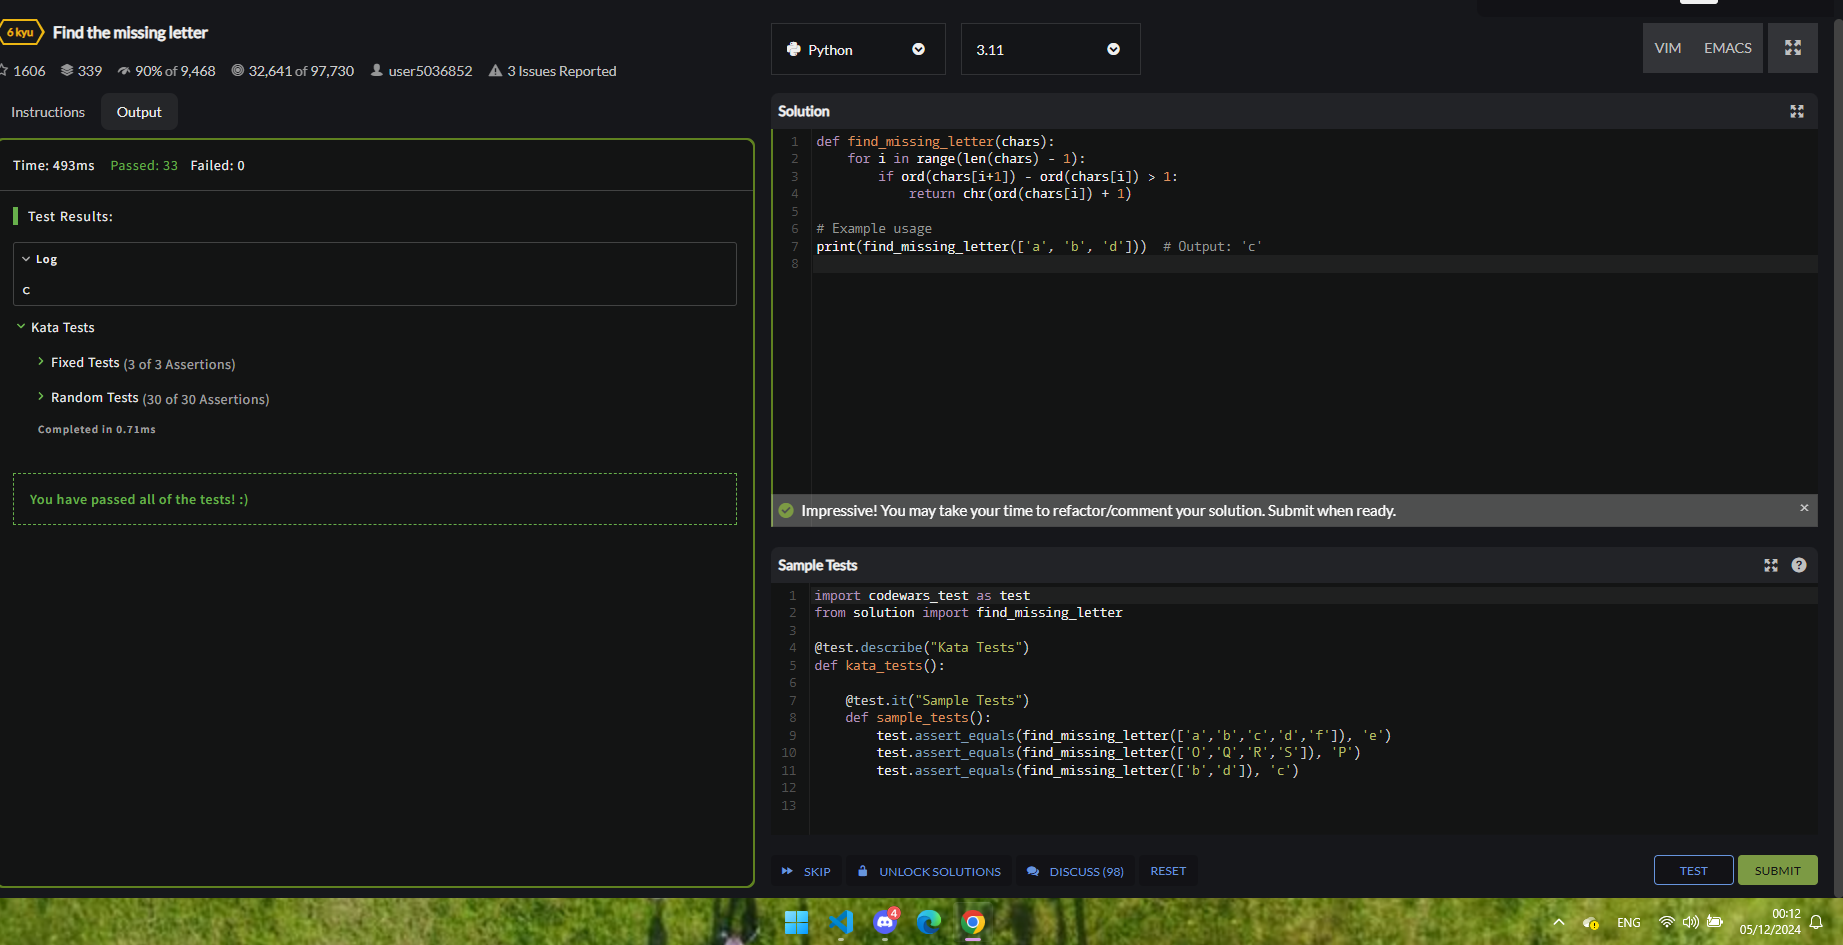 6 kyu Find the missing letter
1606 339 90% of 9,468 32,641 of 97,730 user5036852 3 Issues Reported
Instructions Output
Time: 493ms Passed: 33 Failed: 0
Test Results:
Log
c
Kata Tests
Fixed Tests (3 of 3 Assertions)
Random Tests (30 of 30 Assertions)
Completed in 0.71ms
You have passed all of the tests! :)
Python 3.11 VIM EMACS
Solution
1 def find_missing_letter(chars):
2     for i in range(len(chars) - 1):
3         if ord(chars[i+1]) - ord(chars[i]) > 1:
4             return chr(ord(chars[i]) + 1)
5
6 # Example usage
7 print(find_missing_letter(['a', 'b', 'd']))  # Output: 'c'
8
Impressive! You may take your time to refactor/comment your solution. Submit when ready. ×
Sample Tests ?
1 import codewars_test as test
2 from solution import find_missing_letter
3
4 @test.describe("Kata Tests")
5 def kata_tests():
6
7     @test.it("Sample Tests")
8     def sample_tests():
9         test.assert_equals(find_missing_letter(['a','b','c','d','f']), 'e')
10         test.assert_equals(find_missing_letter(['O','Q','R','S']), 'P')
11         test.assert_equals(find_missing_letter(['b','d']), 'c')
12
13
SKIP UNLOCK SOLUTIONS DISCUSS (98) RESET TEST SUBMIT
4 ENG 00:12
05/12/2024